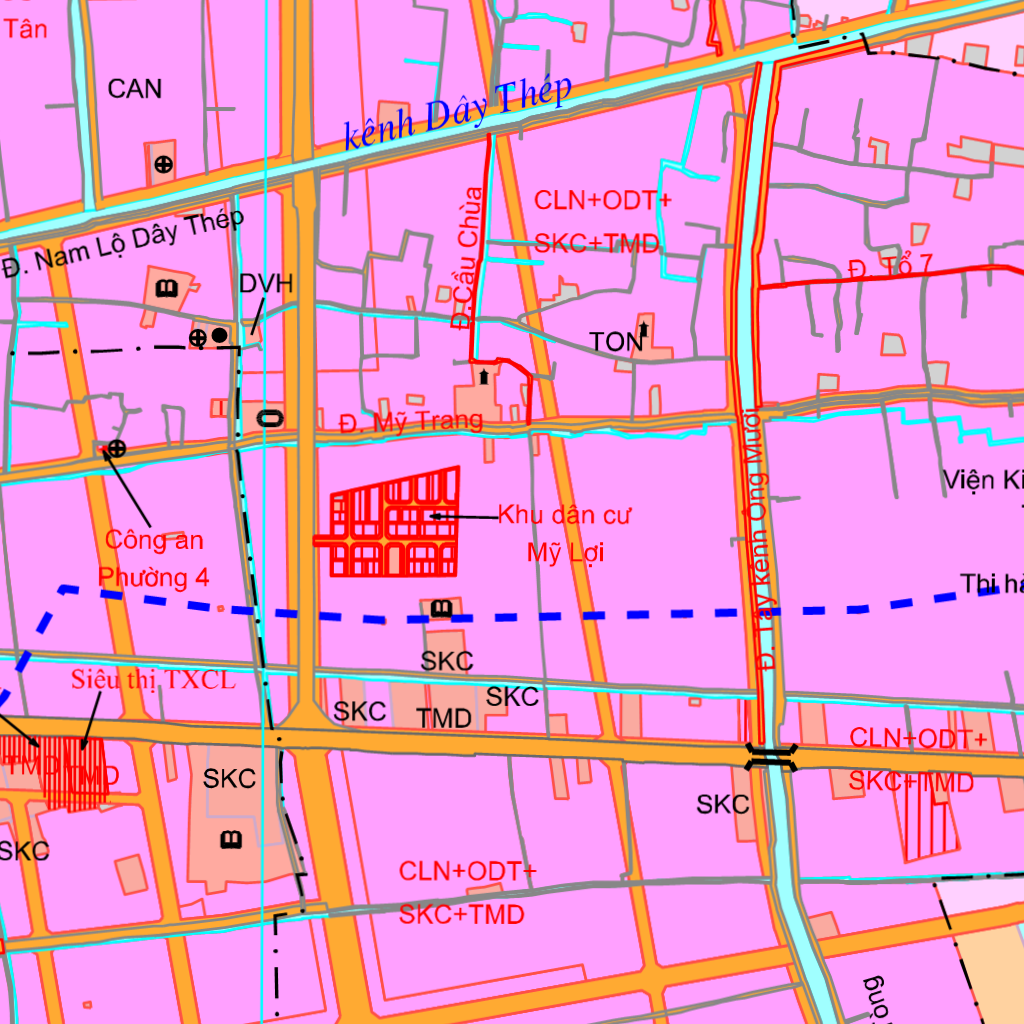 Tân
CAN
kênh Dây Thép
Đ. Nam Lộ Dây Thép
CLN+ODT+
SKC+TMD
Đ.Cầu Chùa
Đ. Tổ 7
DVH
TON
Đ. Mỹ Trang
Đ. Tây kênh Ông Mười
Viện Ki
Công an
Phường 4
Khu dân cư
Mỹ Lợi
Thi hà
Siêu thị TXCL
SKC
SKC
SKC
TMD
CLN+ODT+
SKC+TMD
TMD
TMD
SKC
SKC
SKC
CLN+ODT+
SKC+TMD